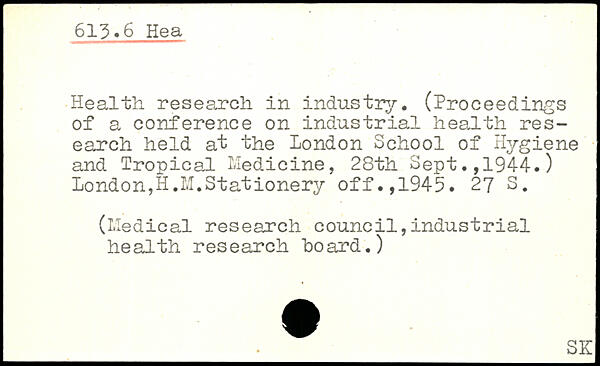 613.6 Hea
Health research in industry. (Proceedings
of a conference on industrial health res-
earch held at the London School of Hygiene
and Tropical Medicine, 28th Sept.,1944.)
London,H.M.Stationery off.,1945. 27 S.
(Medical research council,industrial
health research board.)
SK